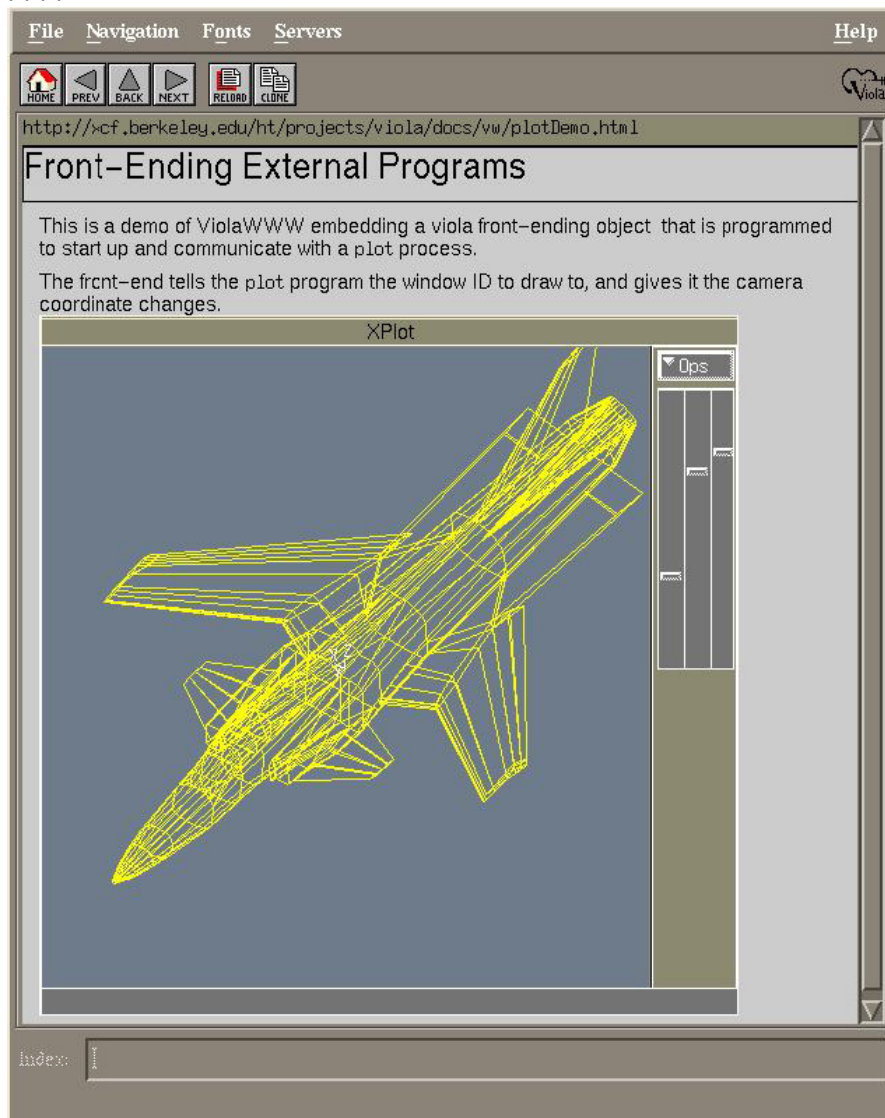 File Navigation Fonts Servers Help
HOME PREV BACK NEXT RELOAD CLONE Viola
http://xcf.berkeley.edu/ht/projects/viola/docs/vw/plotDemo.html
Front-Ending External Programs
This is a demo of ViolaWWW embedding a viola front-ending object that is programmed
to start up and communicate with a plot process.
The front-end tells the plot program the window ID to draw to, and gives it the camera
coordinate changes.
XPlot
Ops
Z
Index: